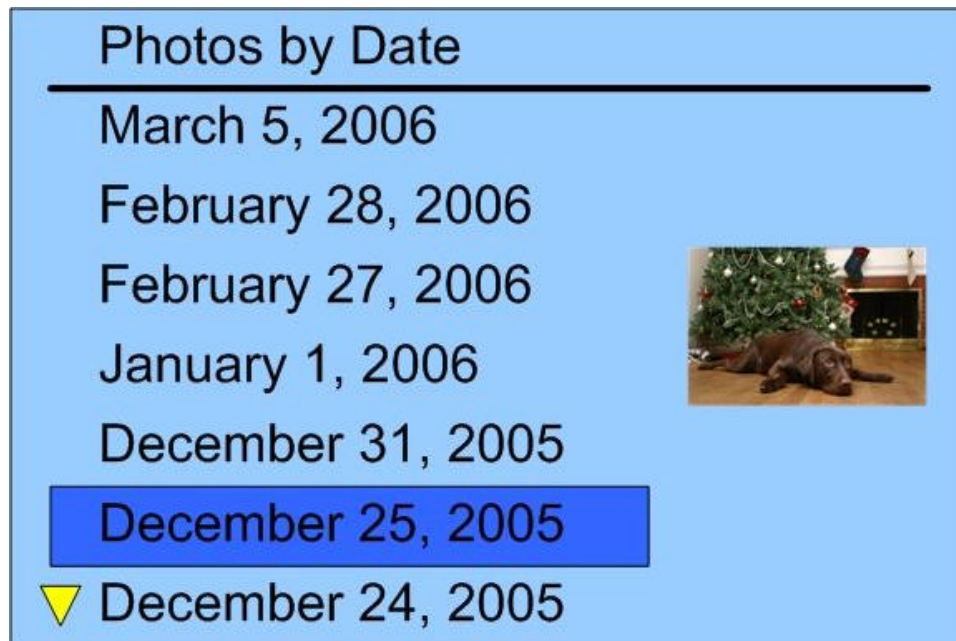 Photos by Date
March 5, 2006
February 28, 2006
February 27, 2006
January 1, 2006
December 31, 2005
December 25, 2005
December 24, 2005